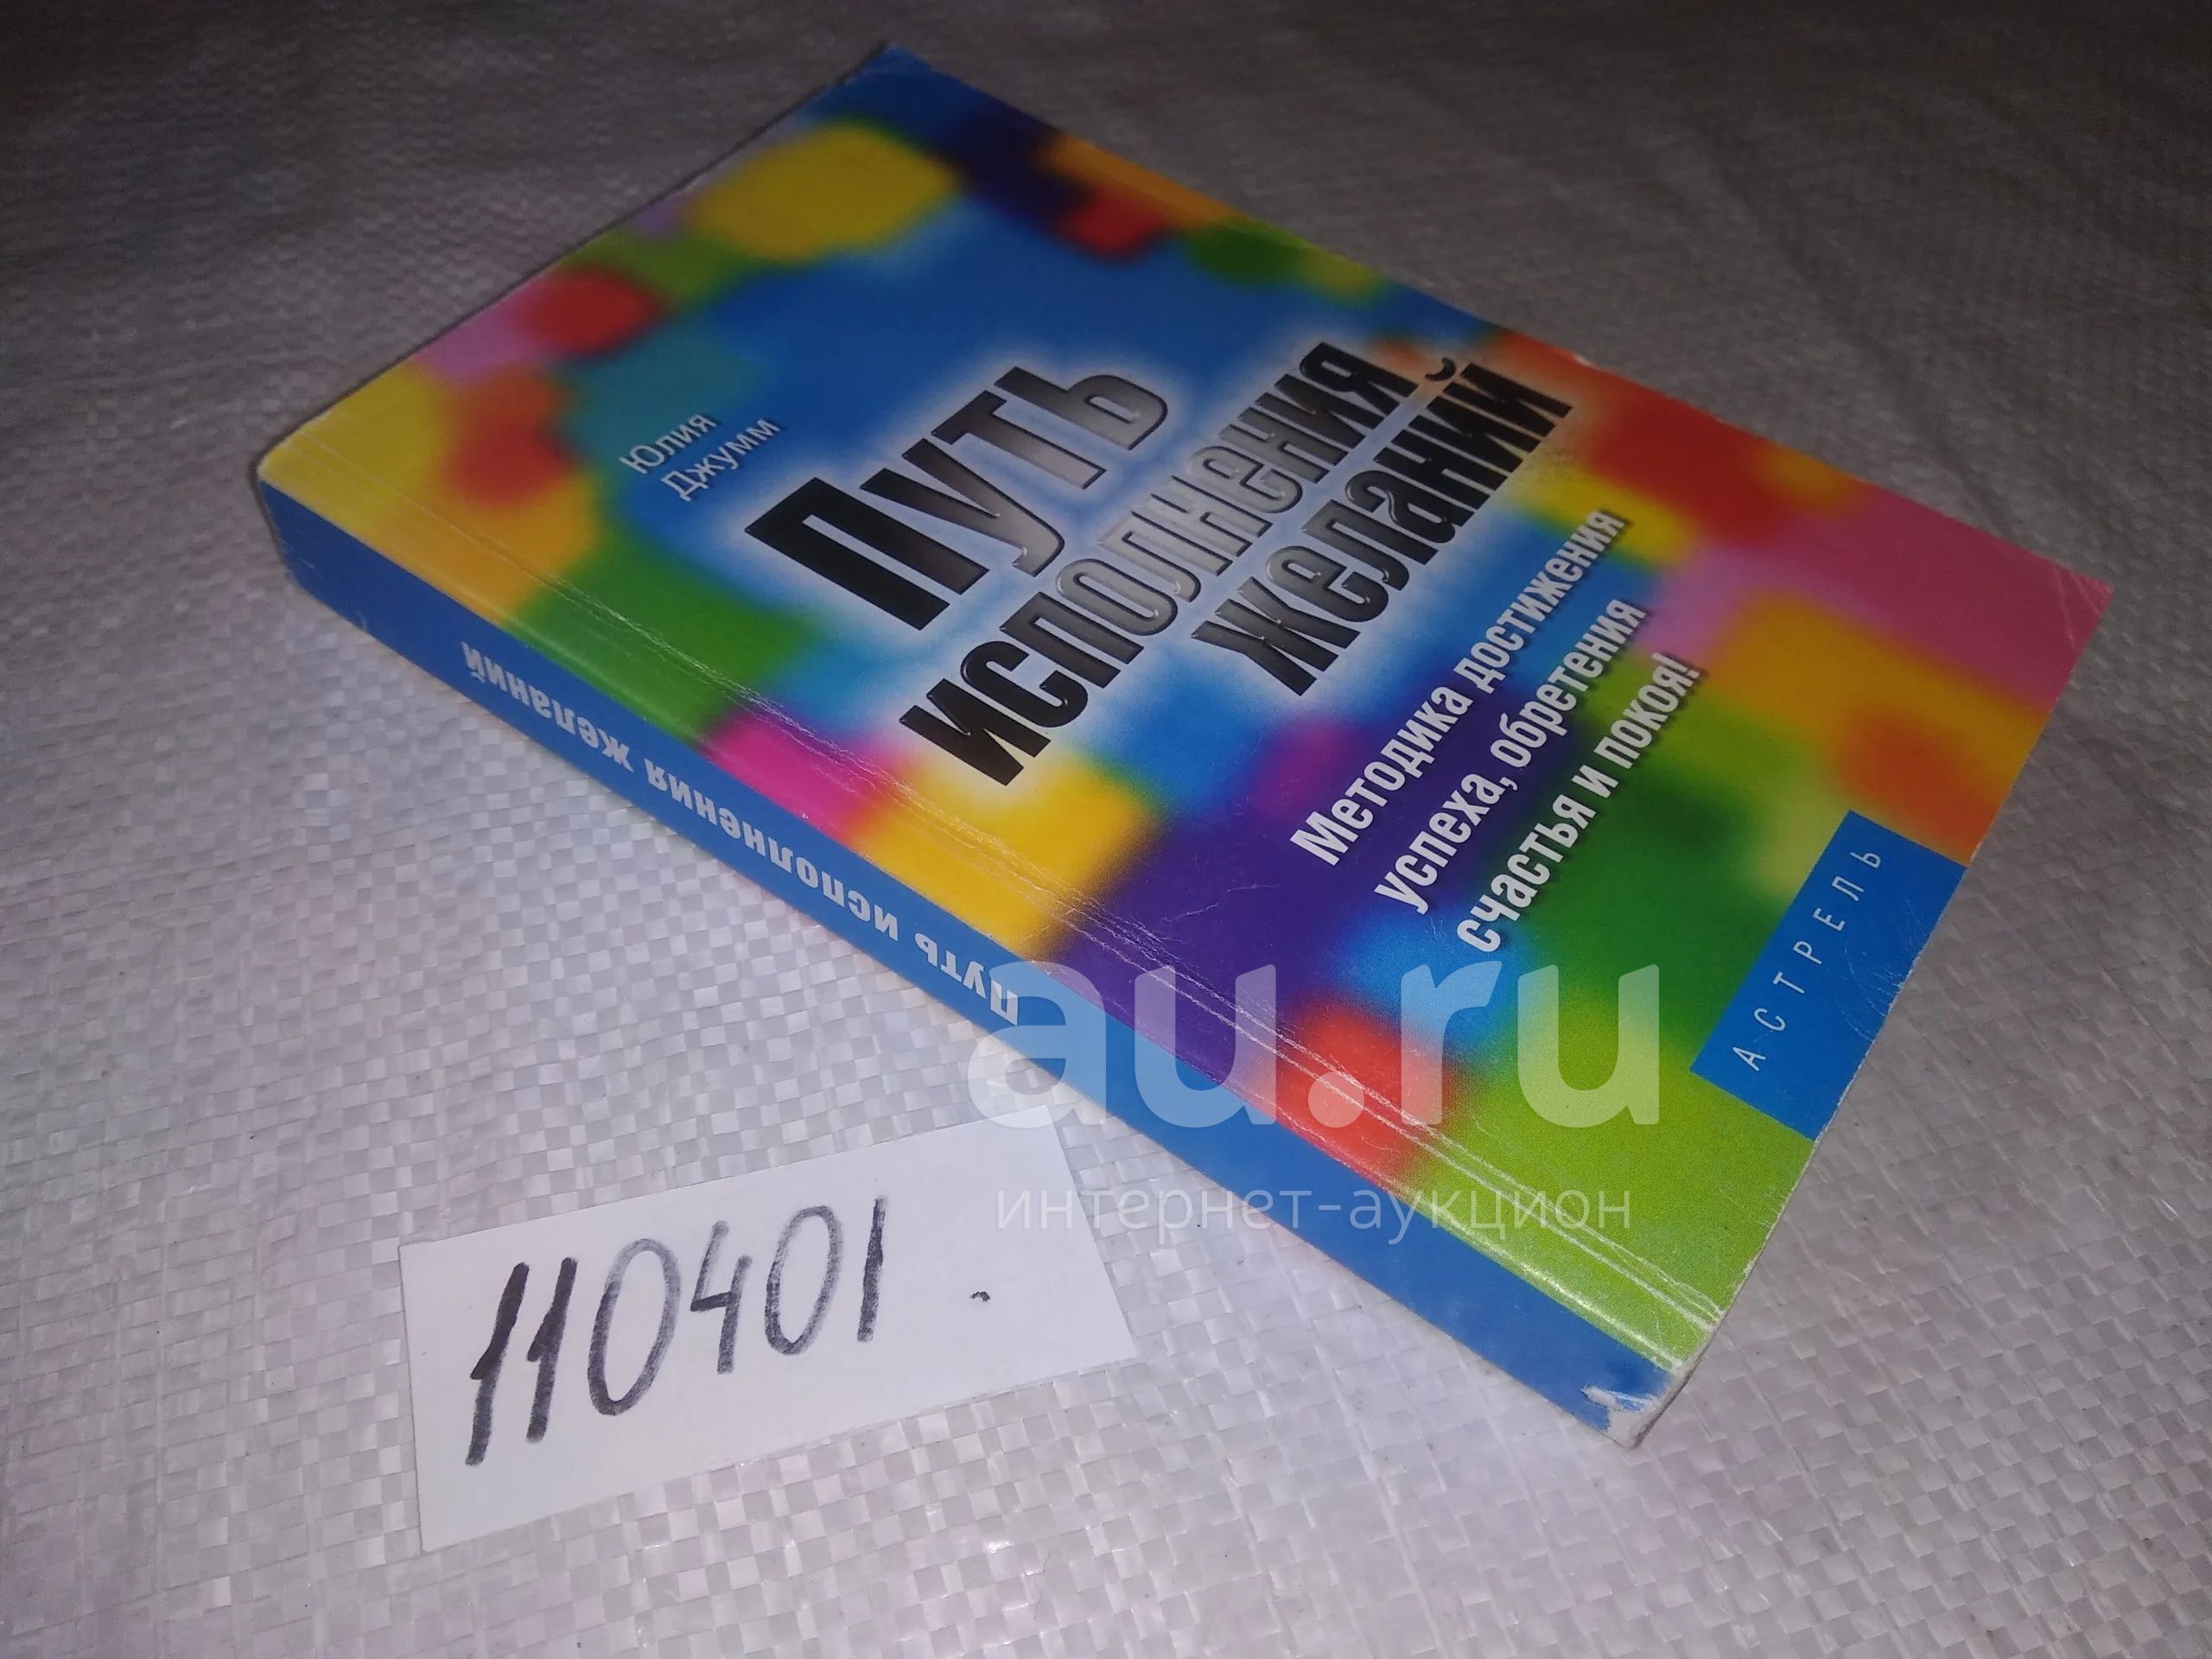 Юлия
Джумм
Путь
исполнения
желаний
Методика достижения
успеха, обретения
счастья и покоя!
АСТРЕЛЬ
Путь исполнения желаний
au.ru
интернет-аукцион
110401